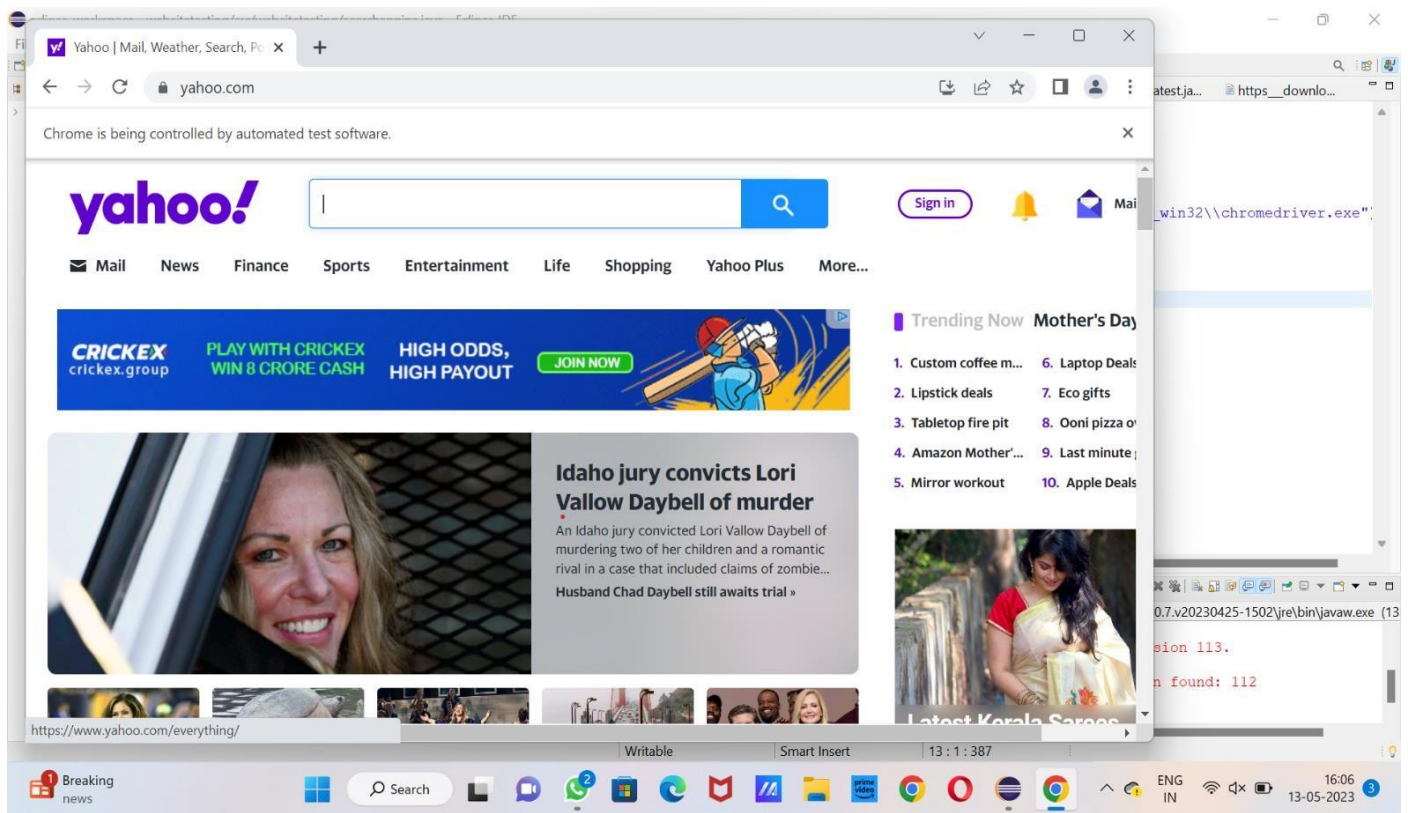 Yahoo | Mail, Weather, Search, Po
yahoo.com
atest.ja...
https__downlo...
Chrome is being controlled by automated test software.
yahoo!
Sign in
Mai
_win32\\chromedriver.exe"
Mail News Finance Sports Entertainment Life Shopping Yahoo Plus More...
CRICKEX
crickex.group
PLAY WITH CRICKEX
WIN 8 CRORE CASH
HIGH ODDS,
HIGH PAYOUT
JOIN NOW
Trending Now Mother's Day
1. Custom coffee m...
2. Lipstick deals
3. Tabletop fire pit
4. Amazon Mother'...
5. Mirror workout
6. Laptop Deals
7. Eco gifts
8. Ooni pizza o
9. Last minute
10. Apple Deals
Idaho jury convicts Lori
Vallow Daybell of murder
An Idaho jury convicted Lori Vallow Daybell of
murdering two of her children and a romantic
rival in a case that included claims of zombie...
Husband Chad Daybell still awaits trial »
Latest Kerala Sarees
0.7.v20230425-1502\jre\bin\javaw.exe (13
sion 113.
n found: 112
https://www.yahoo.com/everything/
Writable
Smart Insert
13 : 1 : 387
1
Breaking
news
Search
2
prime
video
ENG
IN
16:06
13-05-2023
3